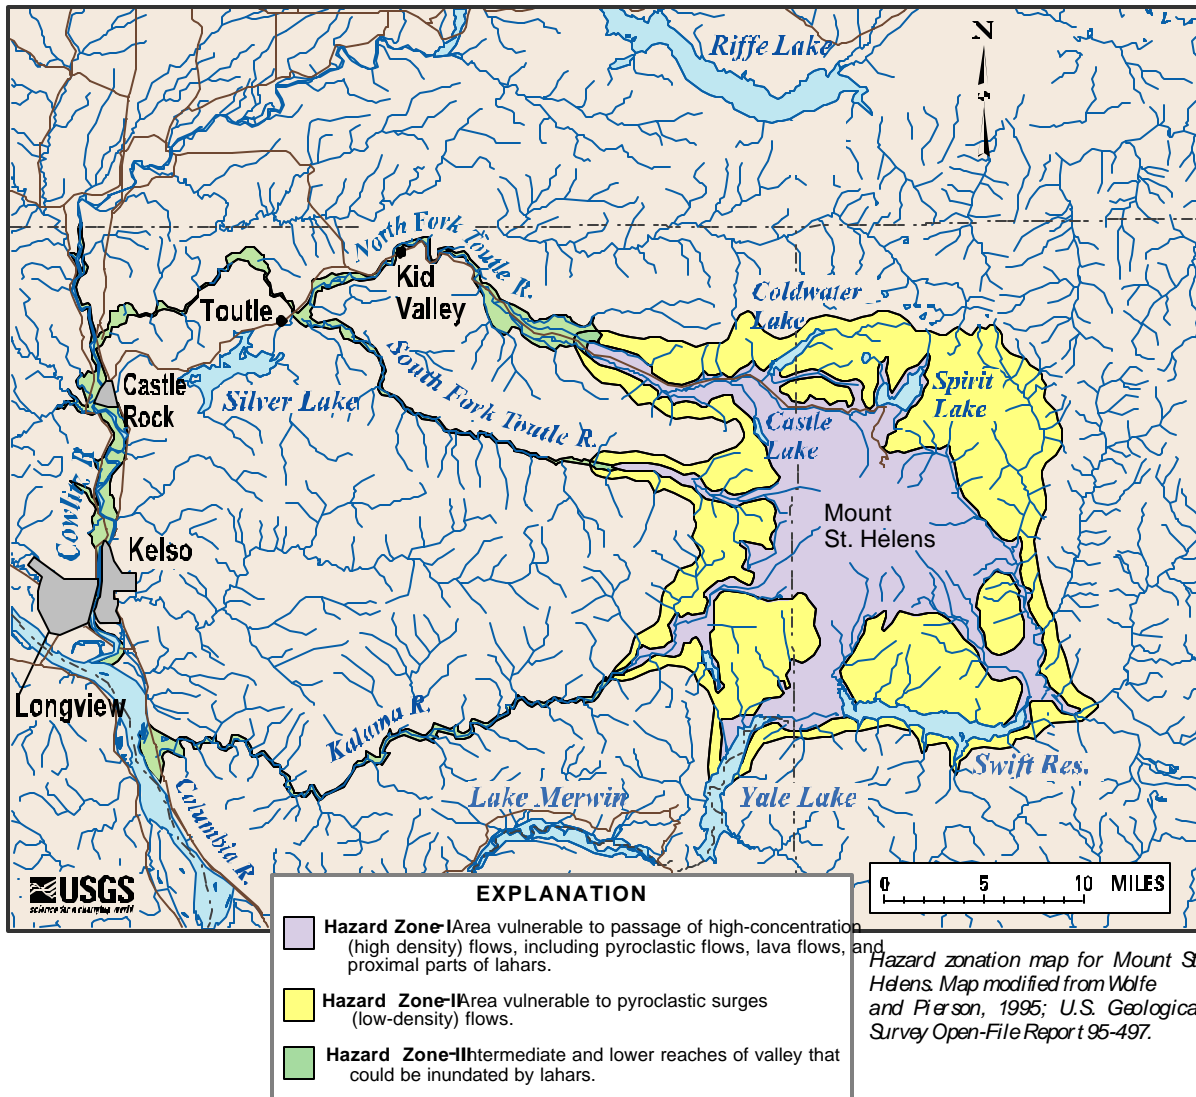 Riffe Lake
N
North Fork Toutle R.
Kid
Valley
Toutle
Coldwater
Lake
Spirit
Lake
Castle
Rock
Silver Lake
South Fork Toutle R.
Castle
Lake
Cowlitz R
Mount
St. Helens
Kelso
Longview
Kalama R.
Swift Res.
Lake Merwin
Yale Lake
Columbia R.
0 5 10 MILES
USGS
science for a changing world
EXPLANATION
Hazard Zone-I Area vulnerable to passage of high-concentration
(high density) flows, including pyroclastic flows, lava flows, and
proximal parts of lahars.
Hazard Zone-II Area vulnerable to pyroclastic surges
(low-density) flows.
Hazard Zone-III Intermediate and lower reaches of valley that
could be inundated by lahars.
Hazard zonation map for Mount St.
Helens. Map modified from Wolfe
and Pierson, 1995; U.S. Geological
Survey Open-File Report 95-497.